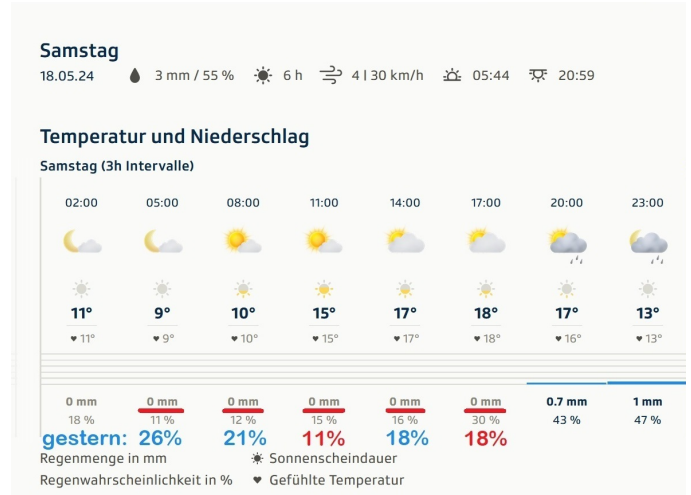 Samstag
18.05.24 3 mm / 55 % 6 h 4 | 30 km/h 05:44 20:59
Temperatur und Niederschlag
Samstag (3h Intervalle)
02:00 05:00 08:00 11:00 14:00 17:00 20:00 23:00
11° 9° 10° 15° 17° 18° 17° 13°
11° 9° 10° 15° 17° 18° 16° 13°
0 mm 0 mm 0 mm 0 mm 0 mm 0 mm 0.7 mm 1 mm
18 % 11 % 12 % 15 % 16 % 30 % 43 % 47 %
gestern: 26% 21% 11% 18% 18%
Regenmenge in mm Sonnenscheindauer
Regenwahrscheinlichkeit in % Gefühlte Temperatur